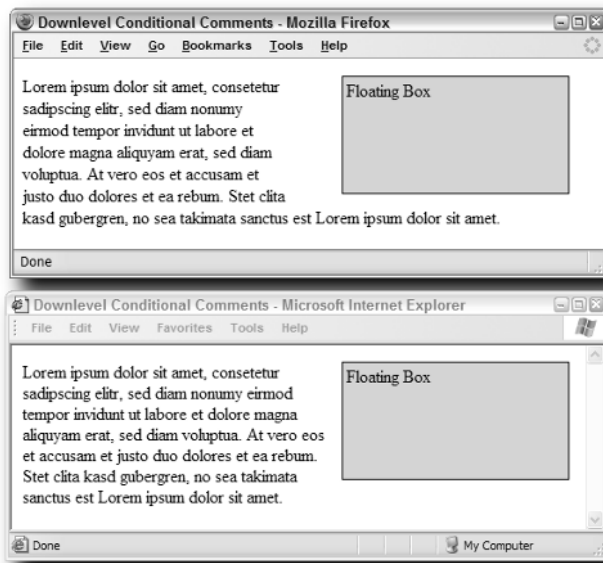 Downlevel Conditional Comments - Mozilla Firefox
File Edit View Go Bookmarks Tools Help
Lorem ipsum dolor sit amet, consetetur
sadipscing elitr, sed diam nonumy
eirmod tempor invidunt ut labore et
dolore magna aliquyam erat, sed diam
voluptua. At vero eos et accusam et
justo duo dolores et ea rebum. Stet clita
kasd gubergren, no sea takimata sanctus est Lorem ipsum dolor sit amet.
Floating Box
Done
Downlevel Conditional Comments - Microsoft Internet Explorer
File Edit View Favorites Tools Help
Lorem ipsum dolor sit amet, consetetur
sadipscing elitr, sed diam nonumy eirmod
tempor invidunt ut labore et dolore magna
aliquyam erat, sed diam voluptua. At vero eos
et accusam et justo duo dolores et ea rebum.
Stet clita kasd gubergren, no sea takimata
sanctus est Lorem ipsum dolor sit amet.
Floating Box
Done
My Computer